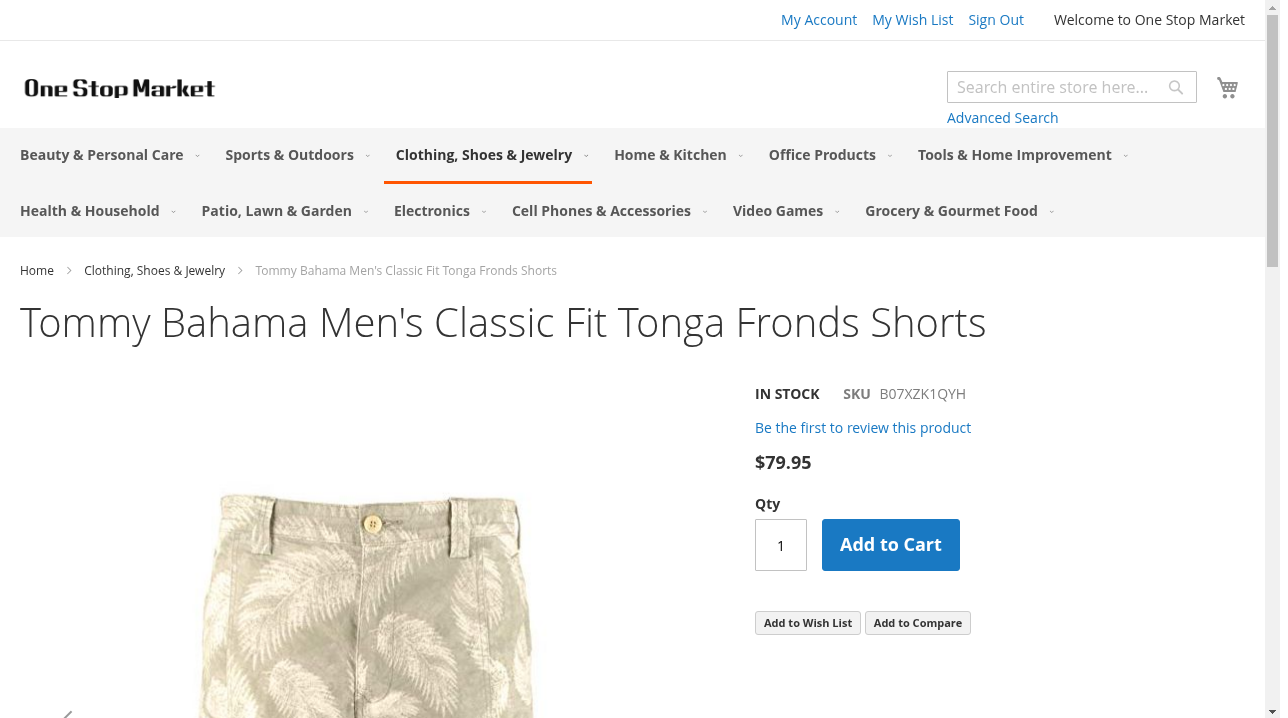 My Account My Wish List Sign Out Welcome to One Stop Market
One Stop Market
Search entire store here...
Advanced Search
Beauty & Personal Care Sports & Outdoors Clothing, Shoes & Jewelry Home & Kitchen Office Products Tools & Home Improvement
Health & Household Patio, Lawn & Garden Electronics Cell Phones & Accessories Video Games Grocery & Gourmet Food
Home Clothing, Shoes & Jewelry Tommy Bahama Men's Classic Fit Tonga Fronds Shorts
Tommy Bahama Men's Classic Fit Tonga Fronds Shorts
IN STOCK SKU B07XZK1QYH
Be the first to review this product
$79.95
Qty
1 Add to Cart
Add to Wish List Add to Compare